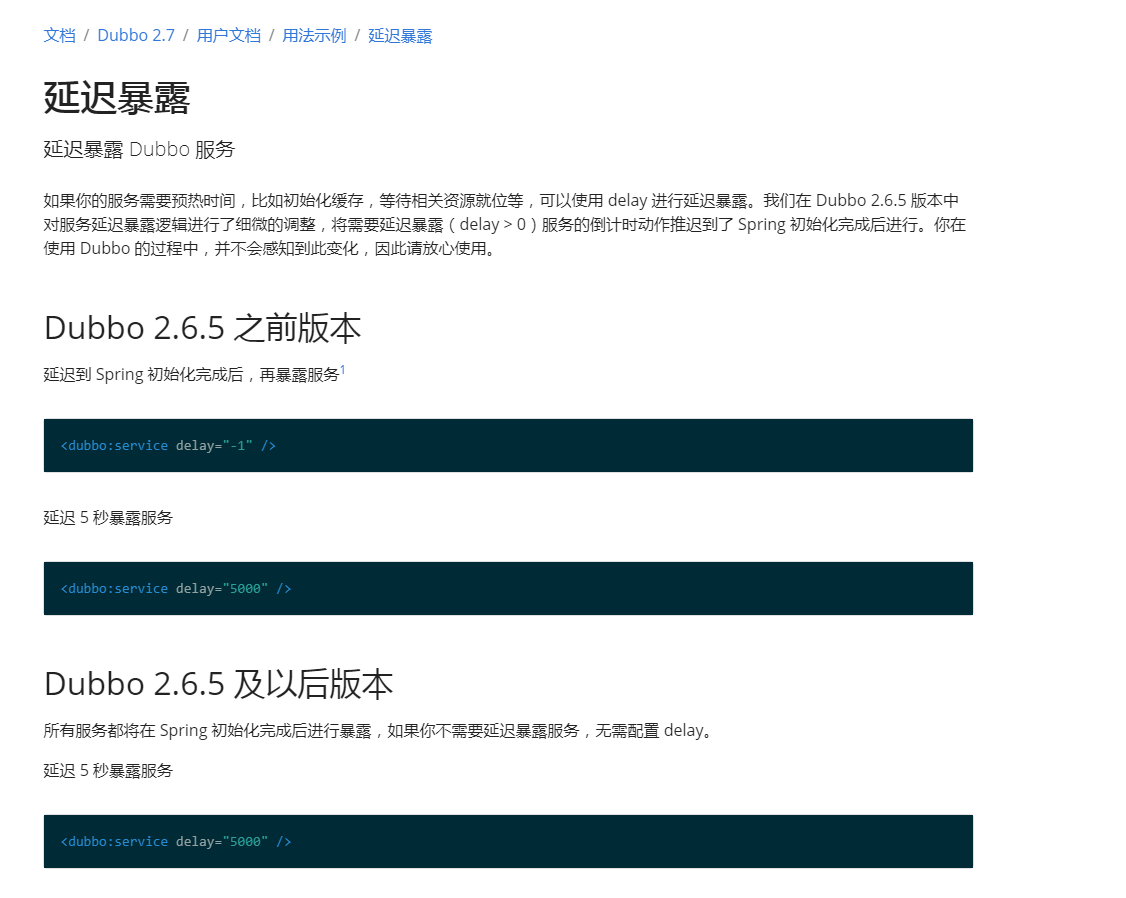 文档 / Dubbo 2.7 / 用户文档 / 用法示例 / 延迟暴露
延迟暴露
延迟暴露 Dubbo 服务
如果你的服务需要预热时间，比如初始化缓存，等待相关资源就位等，可以使用 delay 进行延迟暴露。我们在 Dubbo 2.6.5 版本中
对服务延迟暴露逻辑进行了细微的调整，将需要延迟暴露（delay > 0）服务的倒计时动作推迟到了 Spring 初始化完成后进行。你在
使用 Dubbo 的过程中，并不会感知到此变化，因此请放心使用。
Dubbo 2.6.5 之前版本
延迟到 Spring 初始化完成后，再暴露服务1
<dubbo:service delay="-1" />
延迟 5 秒暴露服务
<dubbo:service delay="5000" />
Dubbo 2.6.5 及以后版本
所有服务都将在 Spring 初始化完成后进行暴露，如果你不需要延迟暴露服务，无需配置 delay。
延迟 5 秒暴露服务
<dubbo:service delay="5000" />